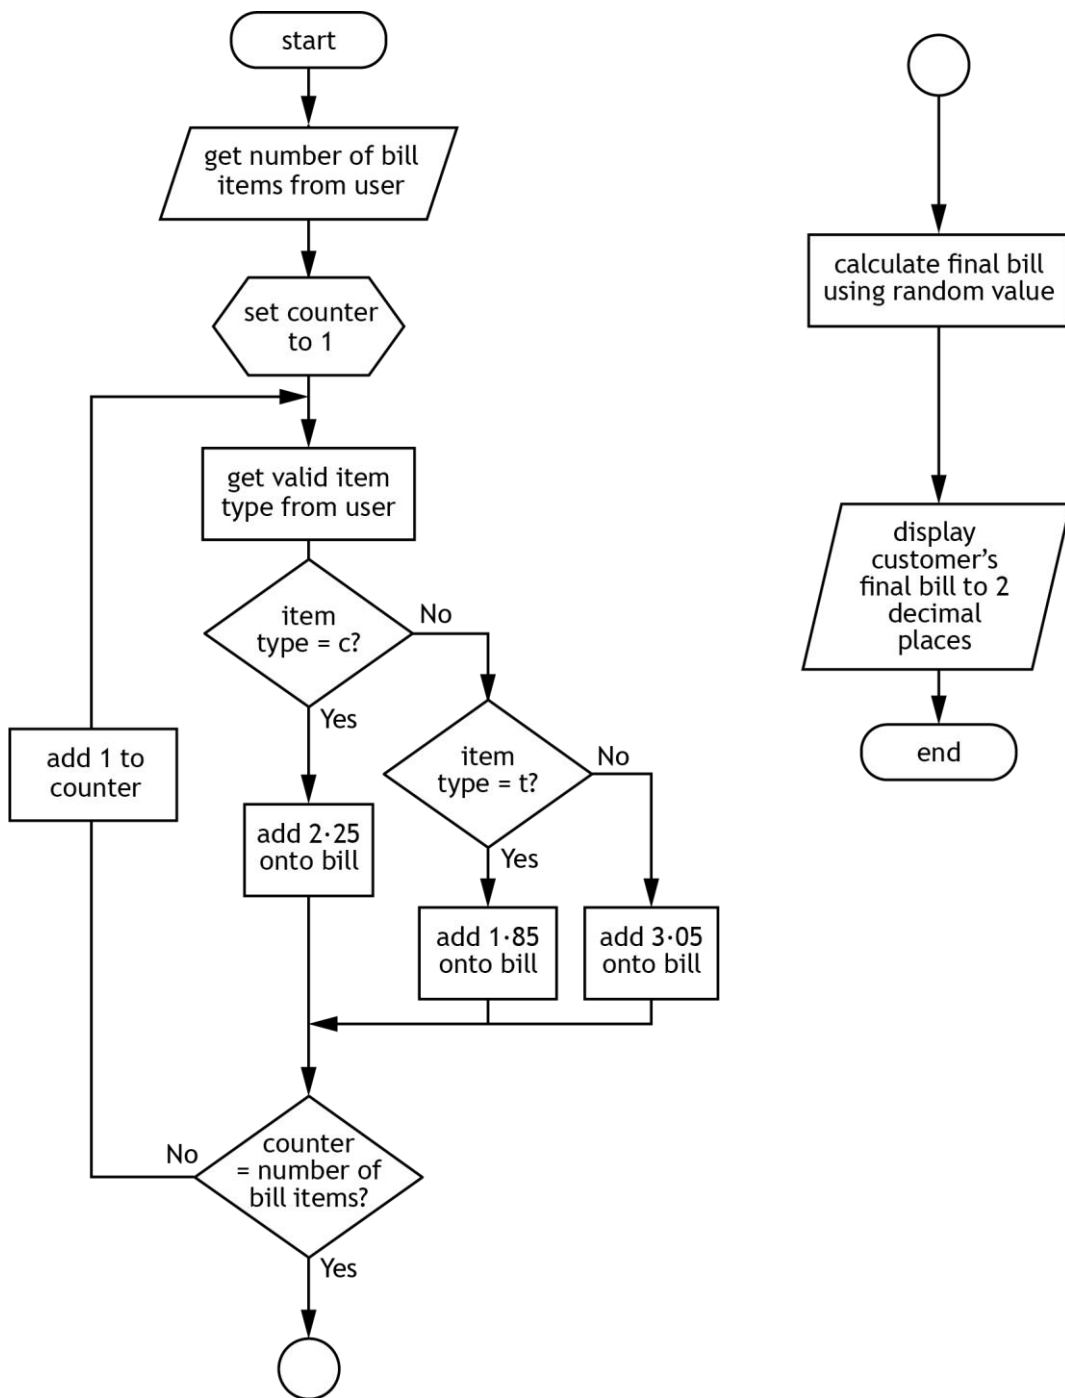 start
get number of bill
items from user
set counter
to 1
get valid item
type from user
item
type = c?
No
Yes
item
type = t?
No
Yes
add 1 to
counter
add 2·25
onto bill
add 1·85
onto bill
add 3·05
onto bill
counter
= number of
bill items?
No
Yes
calculate final bill
using random value
display
customer’s
final bill to 2
decimal
places
end